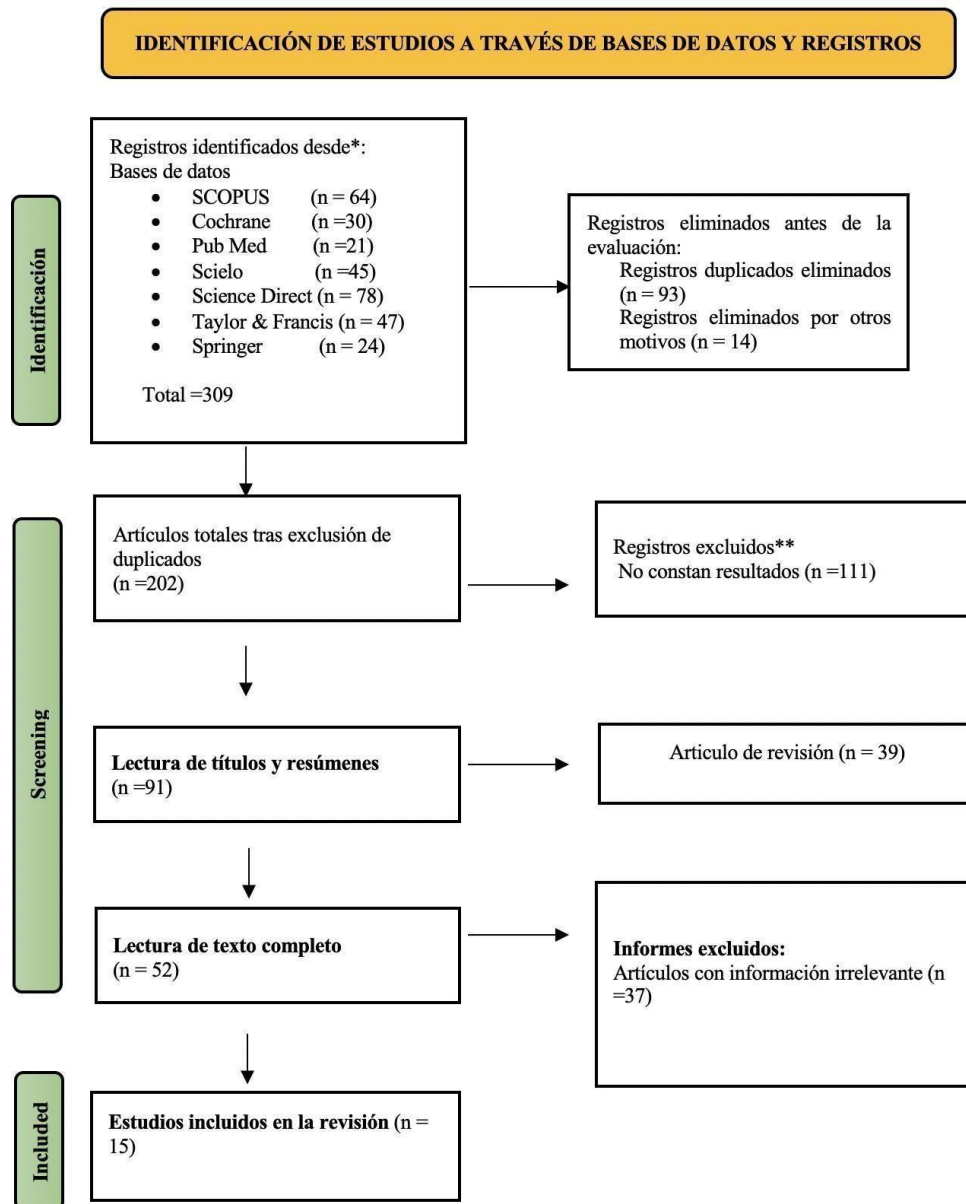 IDENTIFICACIÓN DE ESTUDIOS A TRAVÉS DE BASES DE DATOS Y REGISTROS
Identificación
Registros identificados desde*:
Bases de datos
• SCOPUS (n = 64)
• Cochrane (n =30)
• Pub Med (n =21)
• Scielo (n =45)
• Science Direct (n = 78)
• Taylor & Francis (n = 47)
• Springer (n = 24)
Total =309
Registros eliminados antes de la
evaluación:
Registros duplicados eliminados
(n = 93)
Registros eliminados por otros
motivos (n = 14)
Screening
Artículos totales tras exclusión de
duplicados
(n =202)
Registros excluidos**
No constan resultados (n =111)
Lectura de títulos y resúmenes
(n =91)
Articulo de revisión (n = 39)
Lectura de texto completo
(n = 52)
Informes excluidos:
Artículos con información irrelevante (n
=37)
Included
Estudios incluidos en la revisión (n =
15)